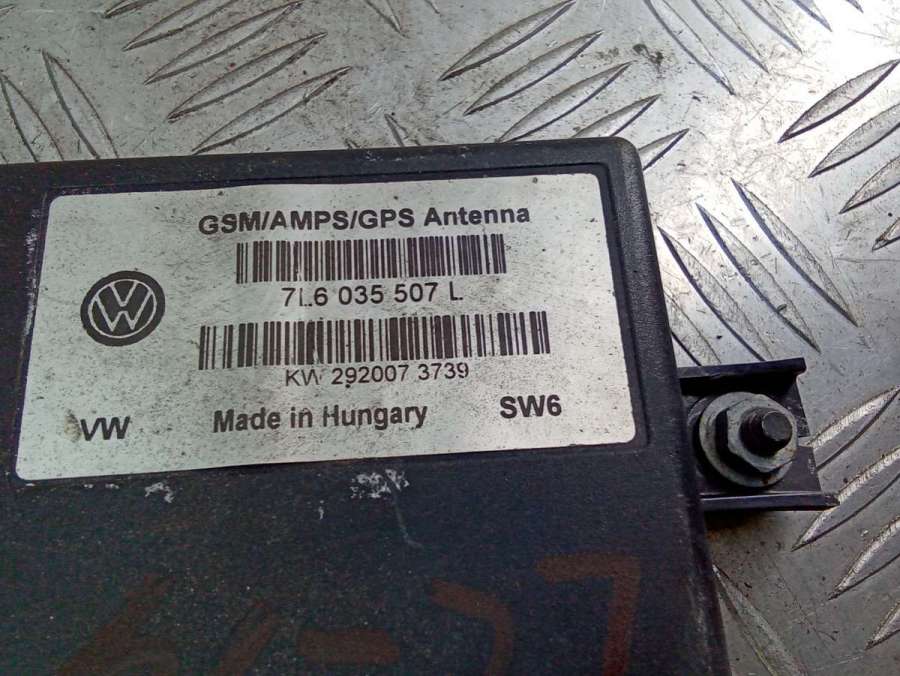 GSM/AMPS/GPS Antenna
7L6 035 507 L
KW 292007 3739
VW Made in Hungary SW6